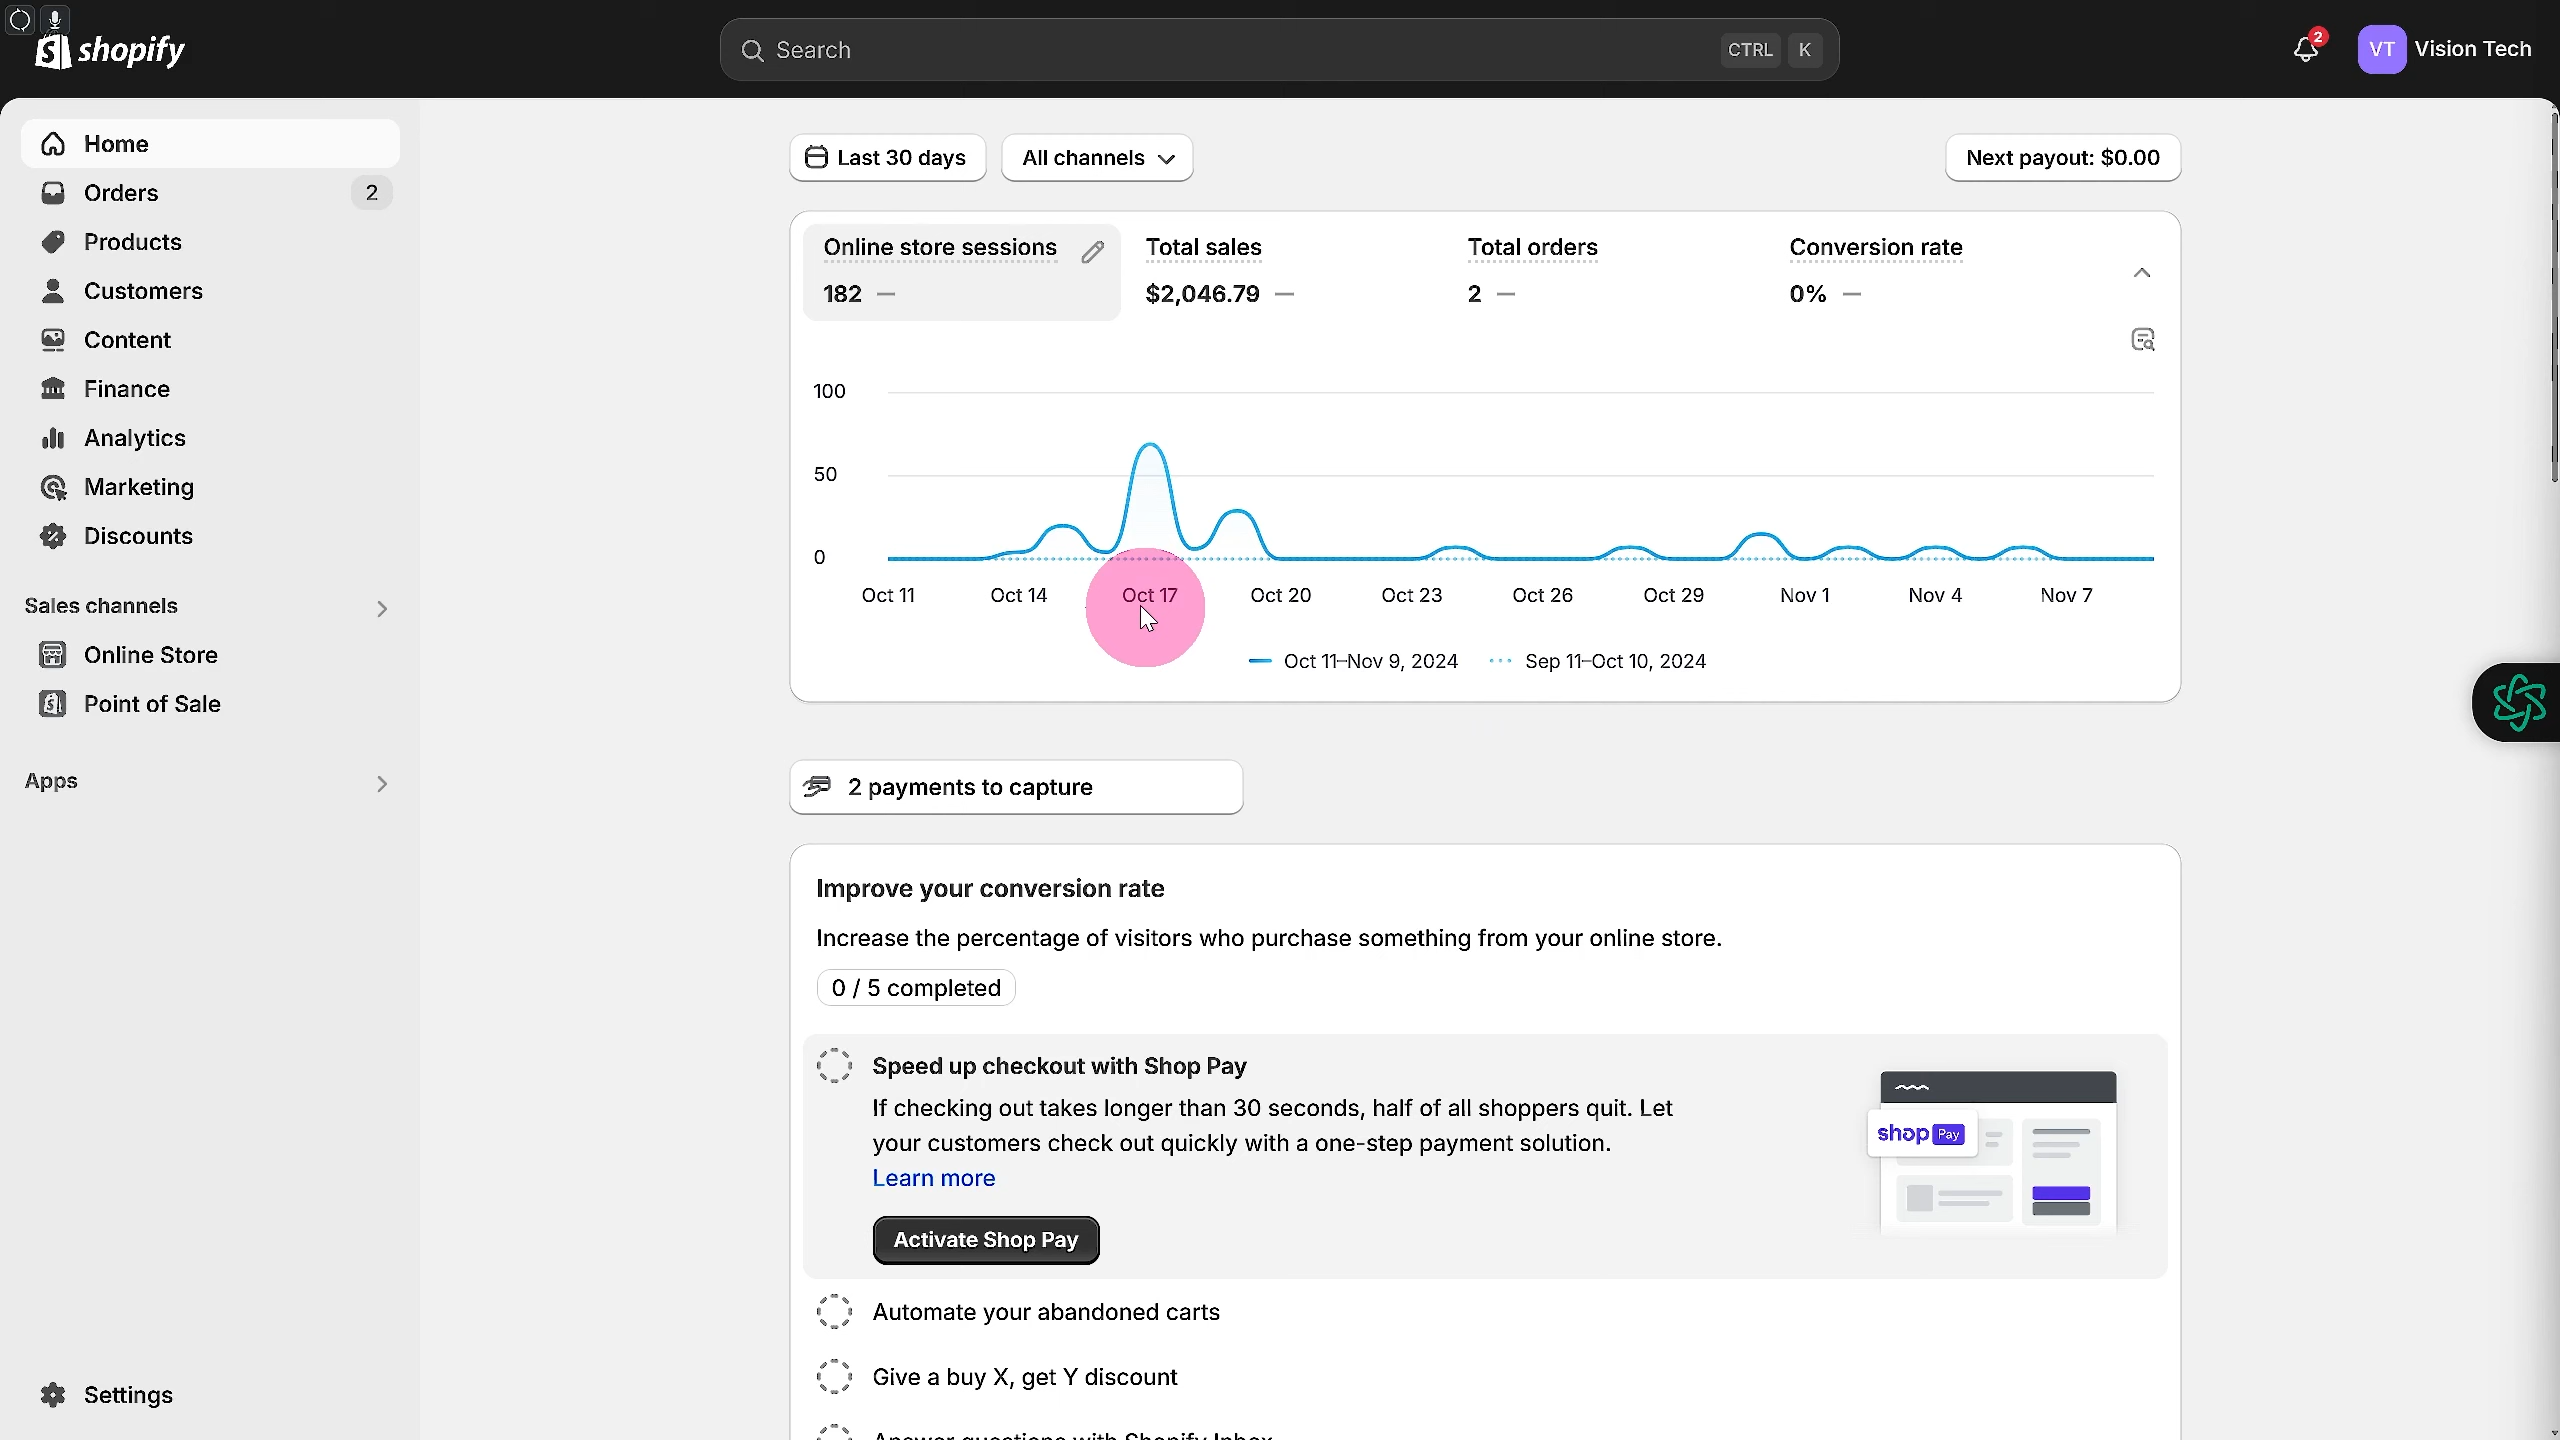 shopify
Search CTRL K
2 VT Vision Tech
Home
Orders 2
Products
Customers
Content
Finance
Analytics
Marketing
Discounts
Sales channels
Online Store
Point of Sale
Apps
Settings
Last 30 days All channels Next payout: $0.00
Online store sessions Total sales Total orders Conversion rate
182 — $2,046.79 — 2 — 0% —
100
50
0
Oct 11 Oct 14 Oct 17 Oct 20 Oct 23 Oct 26 Oct 29 Nov 1 Nov 4 Nov 7
Oct 11–Nov 9, 2024 Sep 11–Oct 10, 2024
2 payments to capture
Improve your conversion rate
Increase the percentage of visitors who purchase something from your online store.
0 / 5 completed
Speed up checkout with Shop Pay
If checking out takes longer than 30 seconds, half of all shoppers quit. Let
your customers check out quickly with a one-step payment solution.
Learn more
shop Pay
Activate Shop Pay
Automate your abandoned carts
Give a buy X, get Y discount
Answer questions with Shopify Inbox